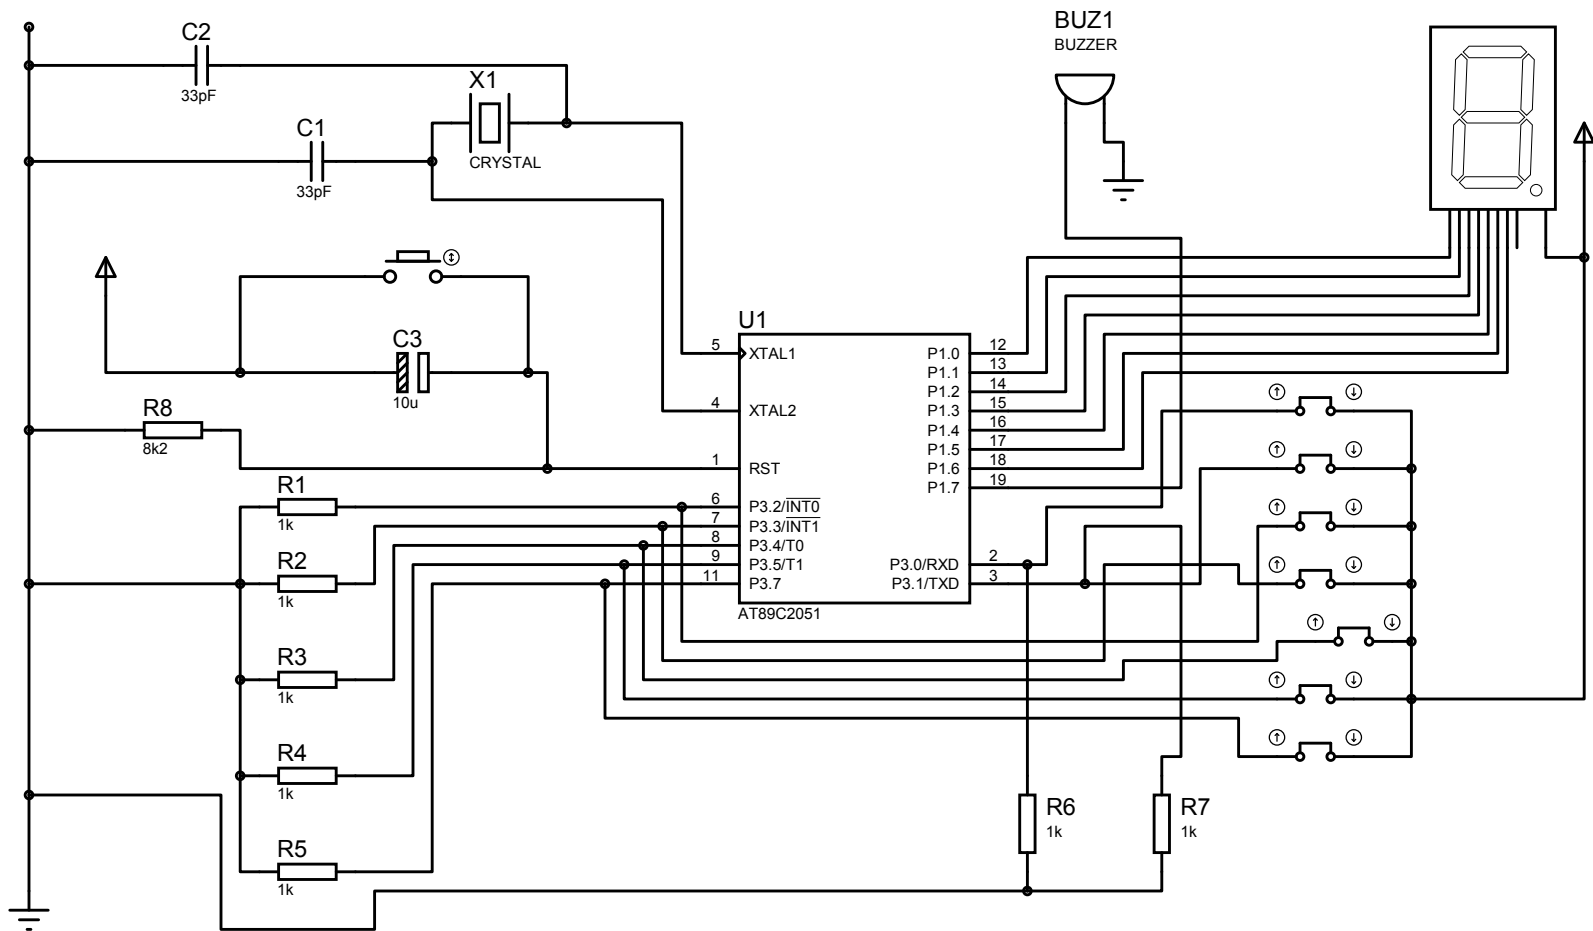 BUZ1
BUZZER
C2
33pF
X1
CRYSTAL
C1
33pF
C3
10u
R8
8k2
U1
5 XTAL1
4 XTAL2
1 RST
6 P3.2/INT0
7 P3.3/INT1
8 P3.4/T0
9 P3.5/T1
11 P3.7
P1.0 12
P1.1 13
P1.2 14
P1.3 15
P1.4 16
P1.5 17
P1.6 18
P1.7 19
P3.0/RXD 2
P3.1/TXD 3
AT89C2051
R1
1k
R2
1k
R3
1k
R4
1k
R5
1k
R6
1k
R7
1k